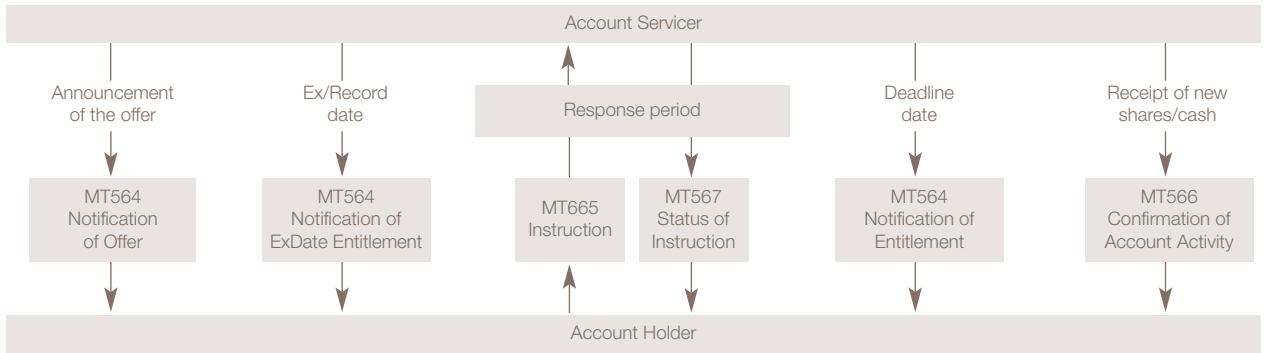 Account Servicer
Announcement
of the offer
Ex/Record
date
Response period
Deadline
date
Receipt of new
shares/cash
MT564
Notification
of Offer
MT564
Notification of
ExDate Entitlement
MT665
Instruction
MT567
Status of
Instruction
MT564
Notification of
Entitlement
MT566
Confirmation of
Account Activity
Account Holder